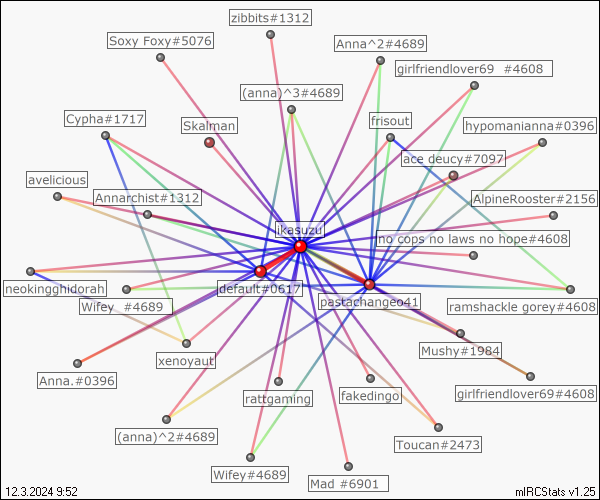 zibbits#1312
Soxy Foxy#5076
Anna^2#4689
girlfriendlover69 #4608
(anna)^3#4689
Cypha#1717
Skalman
frisout
hypomanianna#0396
ace deucy#7097
avelicious
Annarchist#1312
AlpineRooster#2156
ikasuzu
no cops no laws no hope#4608
neokingghidorah
default#0617
pastachangeo41
Wifey #4689
ramshackle gorey#4608
xenoyaut
Mushy#1984
Anna.#0396
rattgaming
fakedingo
girlfriendlover69#4608
(anna)^2#4689
Toucan#2473
Wifey#4689
Mad #6901
12.3.2024 9:52
mIRCStats v1.25